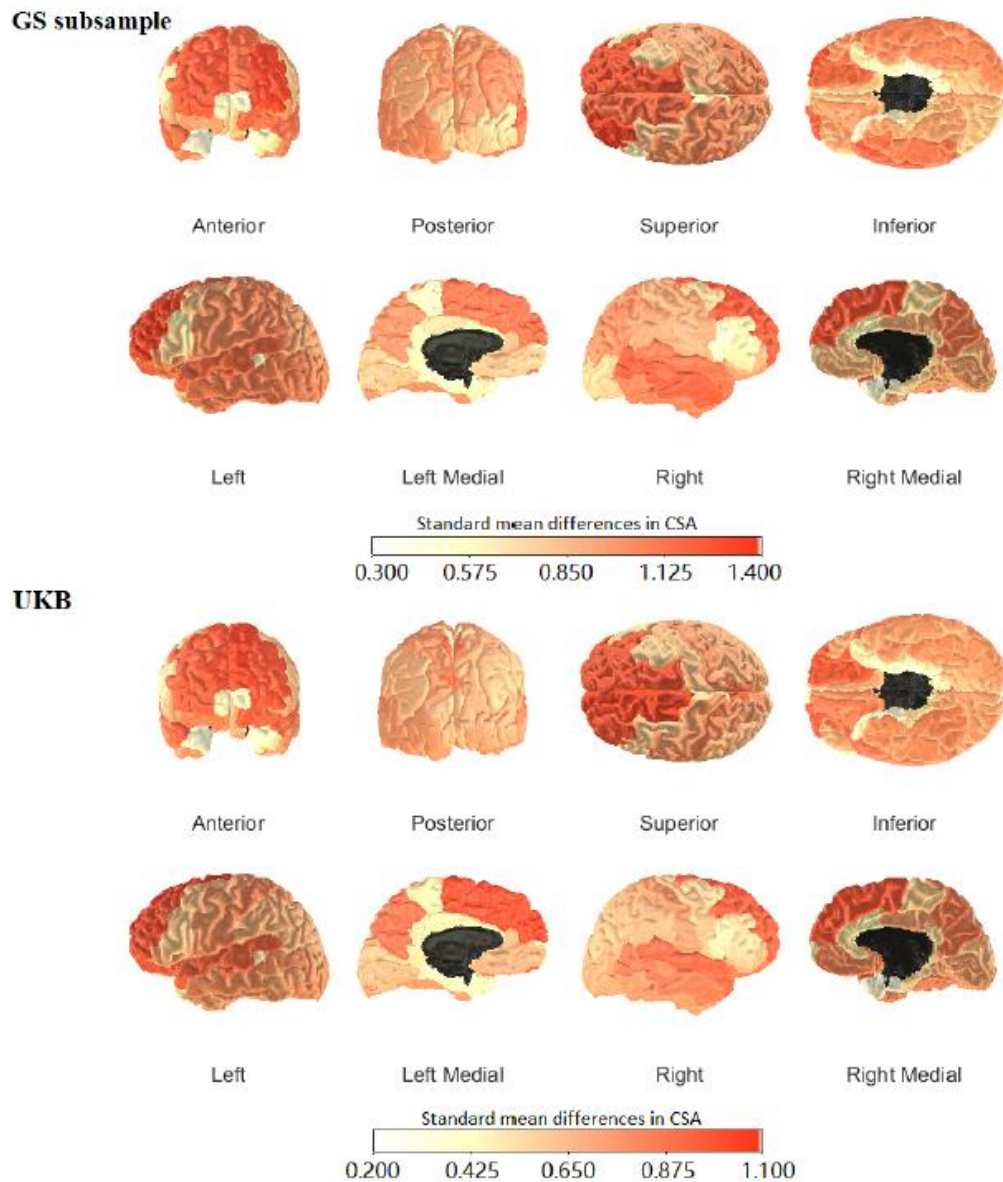 GS subsample
Anterior Posterior Superior Inferior
Left Left Medial Right Right Medial
Standard mean differences in CSA
0.300 0.575 0.850 1.125 1.400
UKB
Anterior Posterior Superior Inferior
Left Left Medial Right Right Medial
Standard mean differences in CSA
0.200 0.425 0.650 0.875 1.100